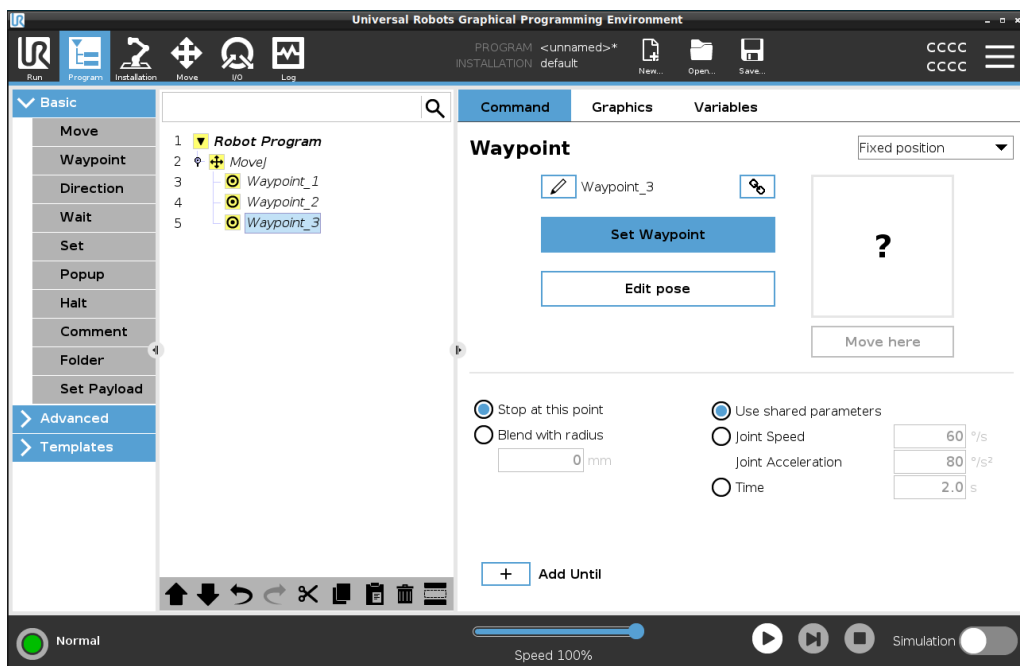 Universal Robots Graphical Programming Environment
UR
Run
Program
Installation
Move
I/O
Log
PROGRAM <unnamed>*
INSTALLATION default
New...
Open...
Save...
CCCC
CCCC
Basic
Move
Waypoint
Direction
Wait
Set
Popup
Halt
Comment
Folder
Set Payload
Advanced
Templates
1 Robot Program
2 MoveJ
3 Waypoint_1
4 Waypoint_2
5 Waypoint_3
Command Graphics Variables
Waypoint
Fixed position
Waypoint_3
Set Waypoint
Edit pose
?
Move here
Stop at this point
Blend with radius
0 mm
Use shared parameters
Joint Speed 60 °/s
Joint Acceleration 80 °/s²
Time 2.0 s
+ Add Until
Normal
Speed 100%
Simulation